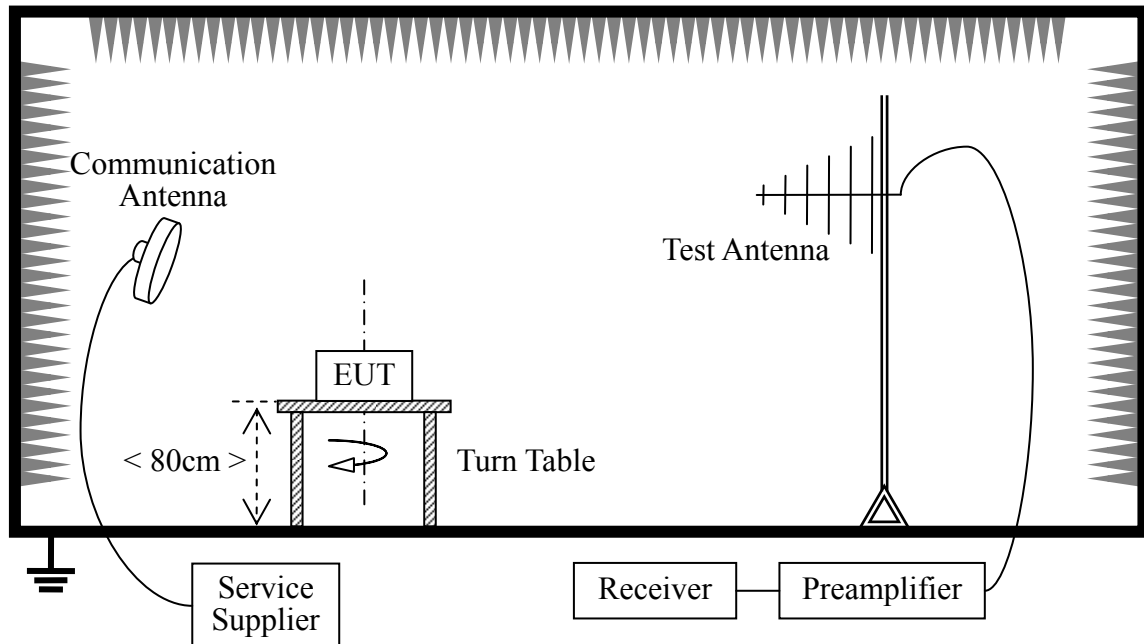 Communication
Antenna
Test Antenna
EUT
< 80cm >
Turn Table
Service
Supplier
Receiver
Preamplifier